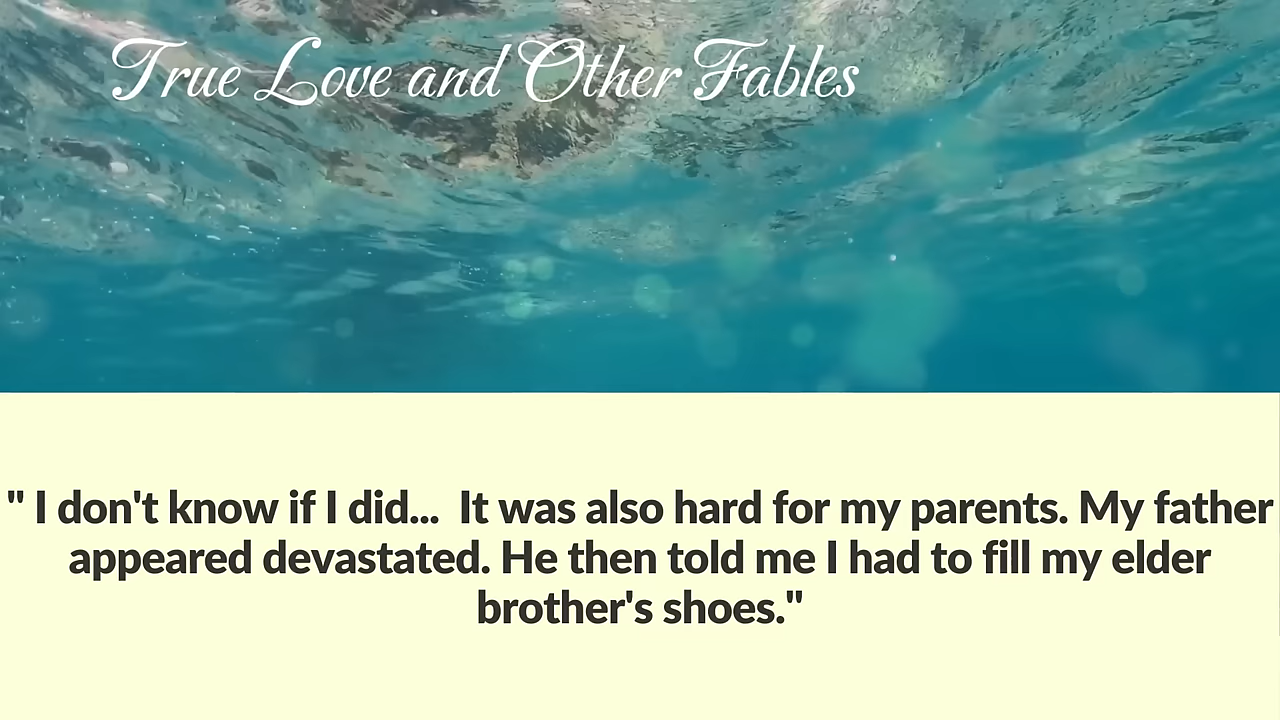 True Love and Other Fables
" I don't know if I did...  It was also hard for my parents. My father
appeared devastated. He then told me I had to fill my elder
brother's shoes."